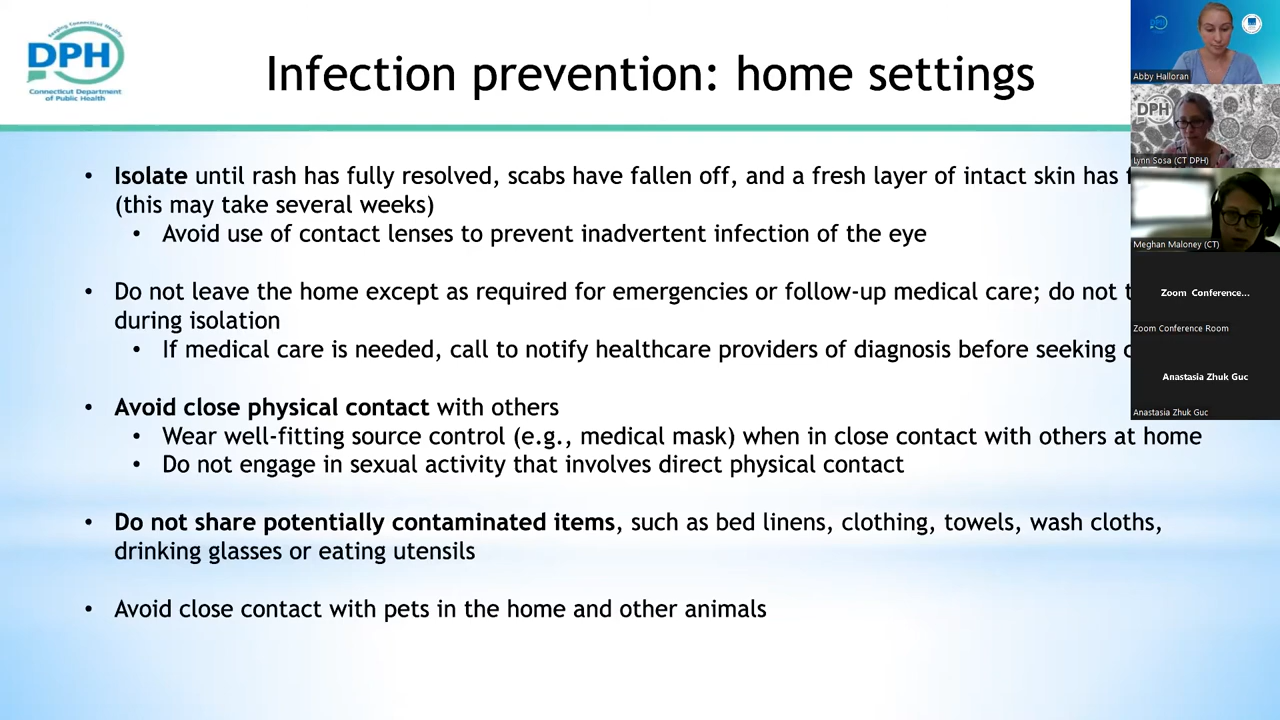 Keeping Connecticut Healthy
DPH
Connecticut Department
of Public Health
Infection prevention: home settings
• Isolate until rash has fully resolved, scabs have fallen off, and a fresh layer of intact skin has
(this may take several weeks)
• Avoid use of contact lenses to prevent inadvertent infection of the eye
• Do not leave the home except as required for emergencies or follow-up medical care; do not
during isolation
• If medical care is needed, call to notify healthcare providers of diagnosis before seeking
• Avoid close physical contact with others
• Wear well-fitting source control (e.g., medical mask) when in close contact with others at home
• Do not engage in sexual activity that involves direct physical contact
• Do not share potentially contaminated items, such as bed linens, clothing, towels, wash cloths,
drinking glasses or eating utensils
• Avoid close contact with pets in the home and other animals
Abby Halloran
DPH
Lynn Sosa (CT DPH)
Meghan Maloney (CT)
Zoom Conference...
Zoom Conference Room
Anastasia Zhuk Guc
Anastasia Zhuk Guc